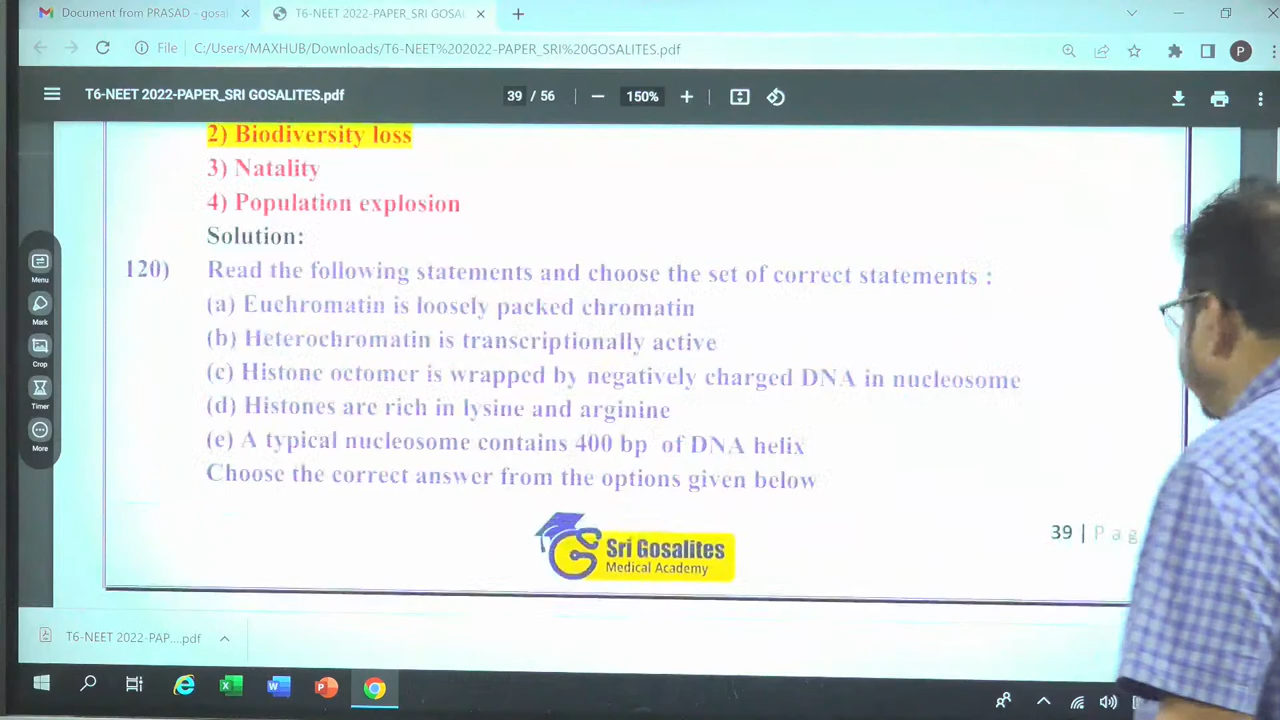 Document from PRASAD - gosai
T6-NEET 2022-PAPER_SRI GOSAL
File
C:/Users/MAXHUB/Downloads/T6-NEET%202022-PAPER_SRI%20GOSALITES.pdf
P
T6-NEET 2022-PAPER_SRI GOSALITES.pdf
39 / 56
150%
2) Biodiversity loss
3) Natality
4) Population explosion
Solution:
120) Read the following statements and choose the set of correct statements :
(a) Euchromatin is loosely packed chromatin
(b) Heterochromatin is transcriptionally active
(c) Histone octomer is wrapped by negatively charged DNA in nucleosome
(d) Histones are rich in lysine and arginine
(e) A typical nucleosome contains 400 bp of DNA helix
Choose the correct answer from the options given below
Menu
Mark
Crop
Timer
More
Sri Gosalites
Medical Academy
39 | Pag
T6-NEET 2022-PAP....pdf